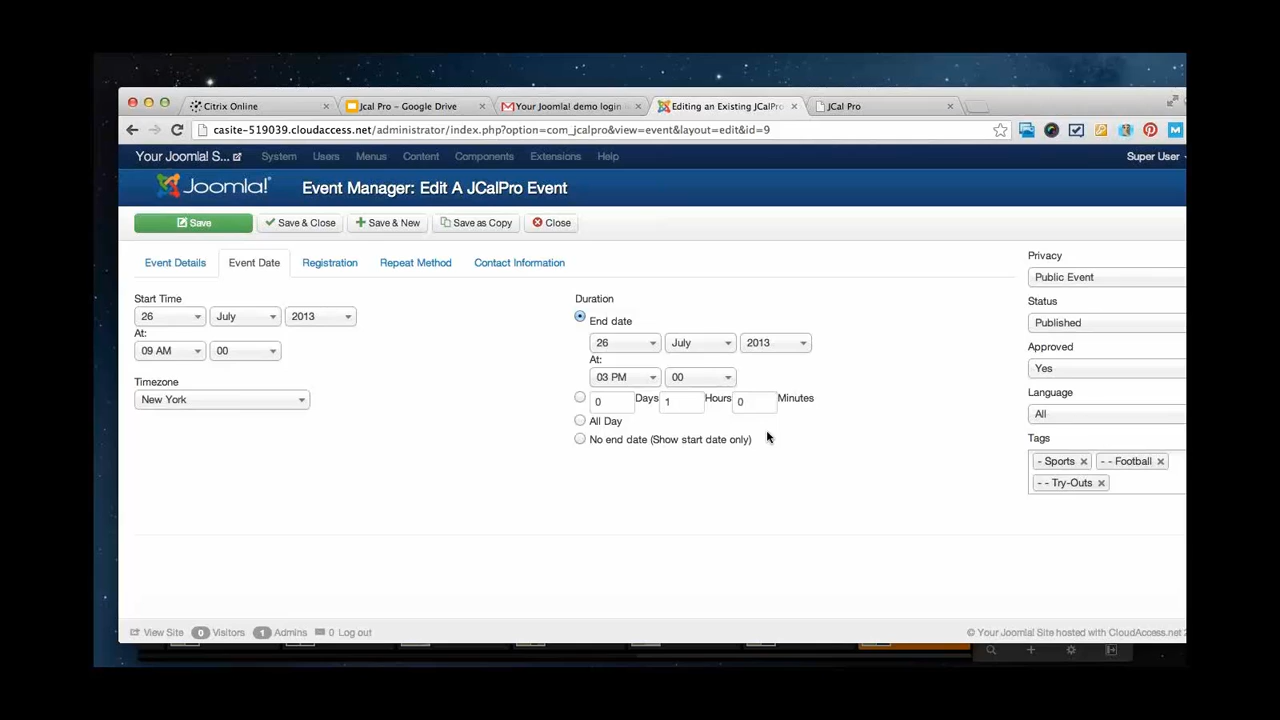 Citrix Online
Jcal Pro – Google Drive
Your Joomla! demo login
Editing an Existing JCalPro
JCal Pro
casite-519039.cloudaccess.net/administrator/index.php?option=com_jcalpro&view=event&layout=edit&id=9
Your Joomla! S... System Users Menus Content Components Extensions Help Super User
Joomla!® Event Manager: Edit A JCalPro Event
Save Save & Close Save & New Save as Copy Close
Event Details Event Date Registration Repeat Method Contact Information
Start Time
26 July 2013
At:
09 AM 00
Timezone
New York
Duration
End date
26 July 2013
At:
03 PM 00
0 Days 1 Hours 0 Minutes
All Day
No end date (Show start date only)
Privacy
Public Event
Status
Published
Approved
Yes
Language
All
Tags
- Sports - - Football
- - Try-Outs
View Site 0 Visitors 1 Admins 0 Log out
© Your Joomla! Site hosted with CloudAccess.net